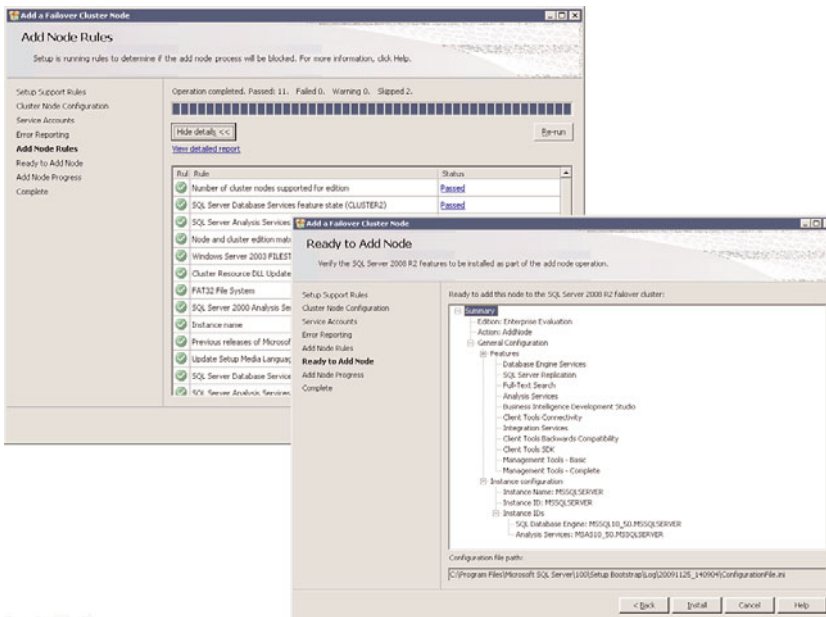 Add a Failover Cluster Node
Add Node Rules
Setup is running rules to determine if the add node process will be blocked. For more information, click Help.
Setup Support Rules
Cluster Node Configuration
Service Accounts
Error Reporting
Add Node Rules
Ready to Add Node
Add Node Progress
Complete
Operation completed. Passed: 11. Failed 0. Warning 0. Skipped 2.
Hide details <<
Re-run
View detailed report
Rul Rule Status
Number of cluster nodes supported for edition Passed
SQL Server Database Services feature state (CLUSTER2) Passed
SQL Server Analysis Services
Node and cluster edition
Windows Server 2003 FILEST
Cluster Resource DLL Update
FAT32 File System
SQL Server 2000 Analysis Se
Instance name
Previous releases of Microsof
Update Setup Media Languag
SQL Server Database Service
SQL Server Analysis Services
Add a Failover Cluster Node
Ready to Add Node
Verify the SQL Server 2008 R2 features to be installed as part of the add node operation.
Setup Support Rules
Cluster Node Configuration
Service Accounts
Error Reporting
Add Node Rules
Ready to Add Node
Add Node Progress
Complete
Ready to add this node to the SQL Server 2008 R2 failover cluster:
Summary
Edition: Enterprise Evaluation
Action: AddNode
General Configuration
Features
Database Engine Services
SQL Server Replication
Full-Text Search
Analysis Services
Business Intelligence Development Studio
Client Tools Connectivity
Integration Services
Client Tools Backwards Compatibility
Client Tools SDK
Management Tools - Basic
Management Tools - Complete
Instance configuration
Instance Name: MSSQLSERVER
Instance ID: MSSQLSERVER
Instance IDs
SQL Database Engine: MSSQL10_50.MSSQLSERVER
Analysis Services: MSAS10_50.MSSQLSERVER
Configuration file path:
C:\Program Files\Microsoft SQL Server\100\Setup Bootstrap\Log\20091125_140904\ConfigurationFile.ini
< Back
Install
Cancel
Help